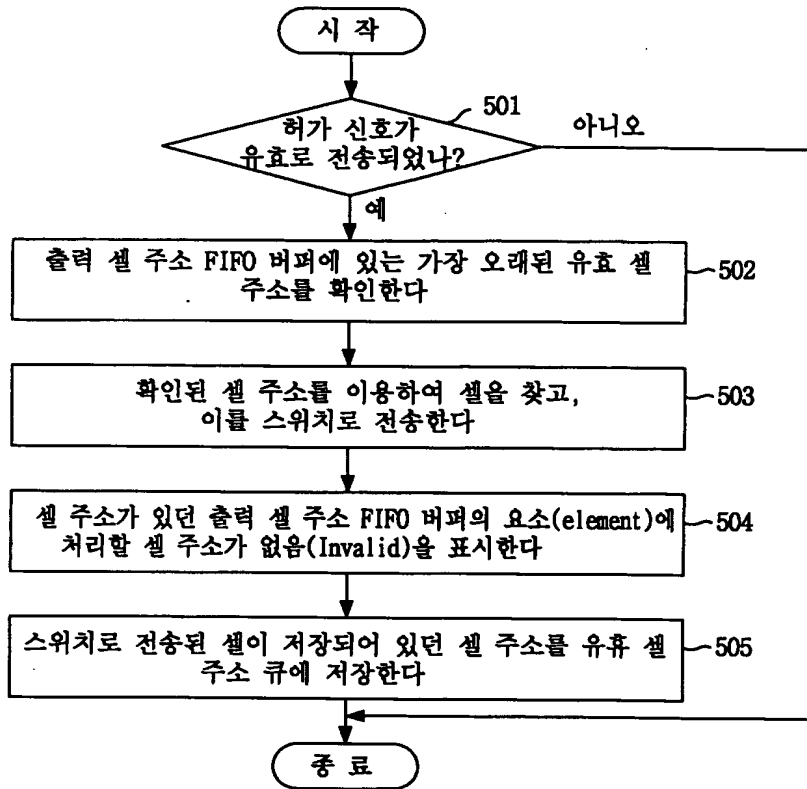 시 작
501
허가 신호가
유효로 전송되었나?
아니오
예
출력 셀 주소 FIFO 버퍼에 있는 가장 오래된 유효 셀
주소를 확인한다
502
확인된 셀 주소를 이용하여 셀을 찾고,
이를 스위치로 전송한다
503
셀 주소가 있던 출력 셀 주소 FIFO 버퍼의 요소(element)에
처리할 셀 주소가 없음(Invalid)을 표시한다
504
스위치로 전송된 셀이 저장되어 있던 셀 주소를 유휴 셀
주소 큐에 저장한다
505
종 료